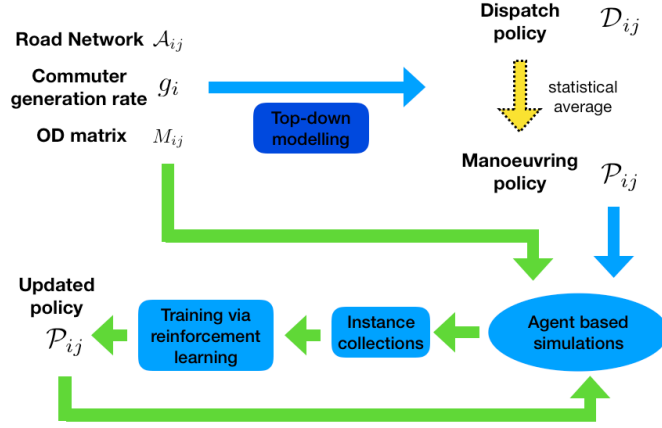 Road Network 𝒜ij
Commuter
generation rate gi
OD matrix Mij
Top-down
modelling
Dispatch
policy 𝒟ij
statistical
average
Manoeuvring
policy 𝒫ij
Updated
policy
𝒫ij
Training via
reinforcement
learning
Instance
collections
Agent based
simulations